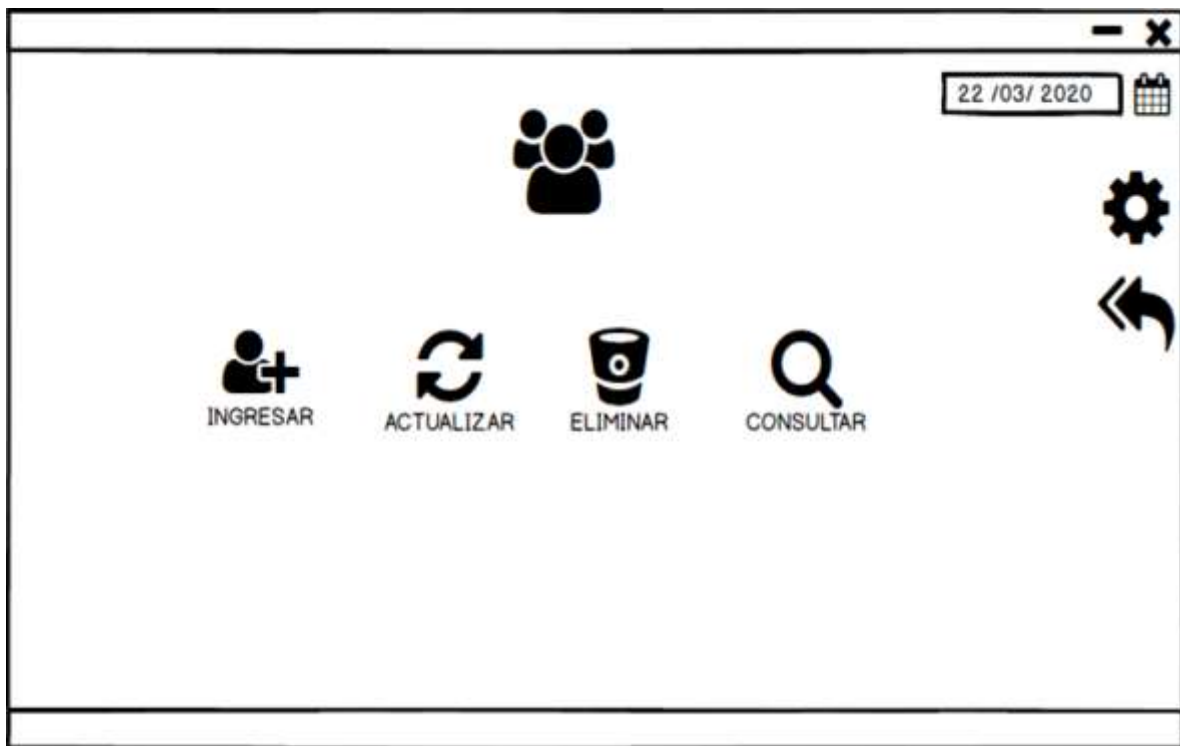 22 /03/ 2020
INGRESAR
ACTUALIZAR
ELIMINAR
CONSULTAR